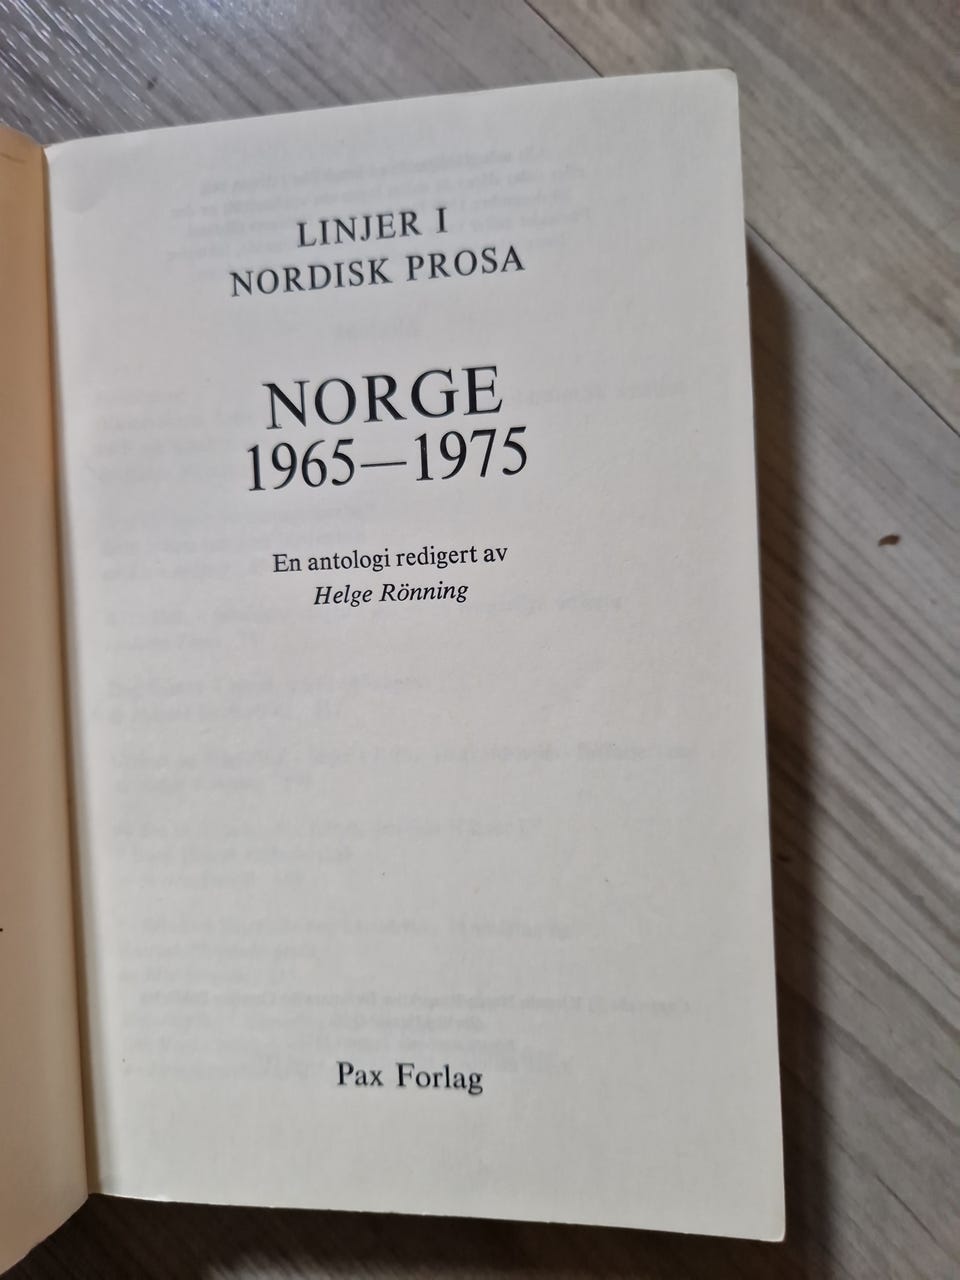 LINJER I
NORDISK PROSA
NORGE
1965—1975
En antologi redigert av
Helge Rönning
Pax Forlag